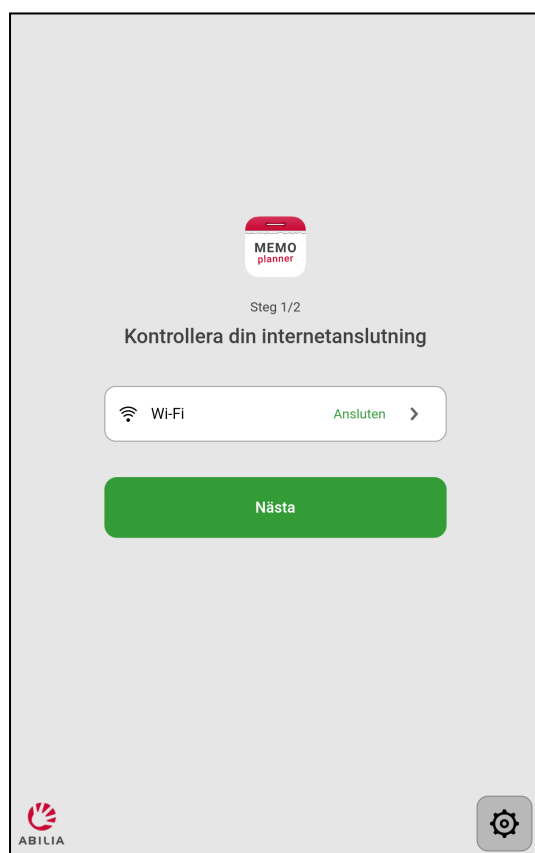 MEMO
planner
Steg 1/2
Kontrollera din internetanslutning
Wi-Fi Ansluten
Nästa
ABILIA